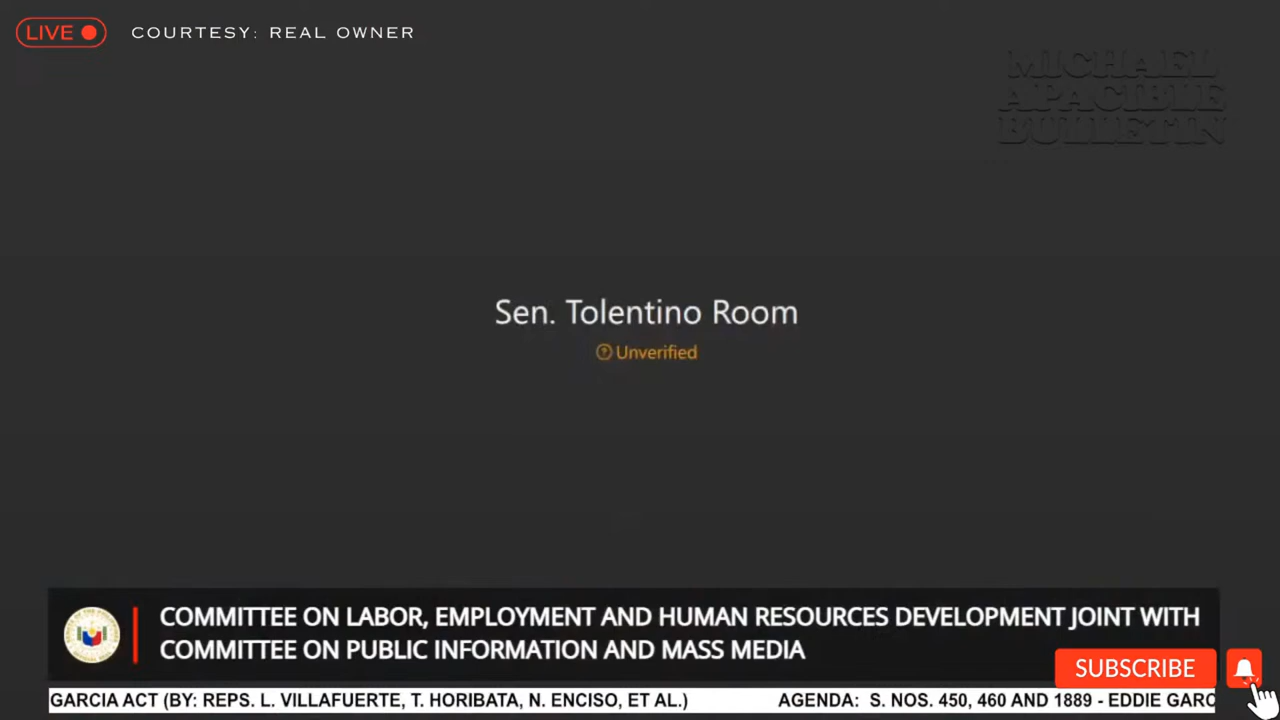 LIVE
COURTESY: REAL OWNER
MICHAEL
APACIBLE
BULLETIN
Sen. Tolentino Room
Unverified
COMMITTEE ON LABOR, EMPLOYMENT AND HUMAN RESOURCES DEVELOPMENT JOINT WITH
COMMITTEE ON PUBLIC INFORMATION AND MASS MEDIA
SUBSCRIBE
GARCIA ACT (BY: REPS. L. VILLAFUERTE, T. HORIBATA, N. ENCISO, ET AL.) AGENDA: S. NOS. 450, 460 AND 1889 - EDDIE GARC